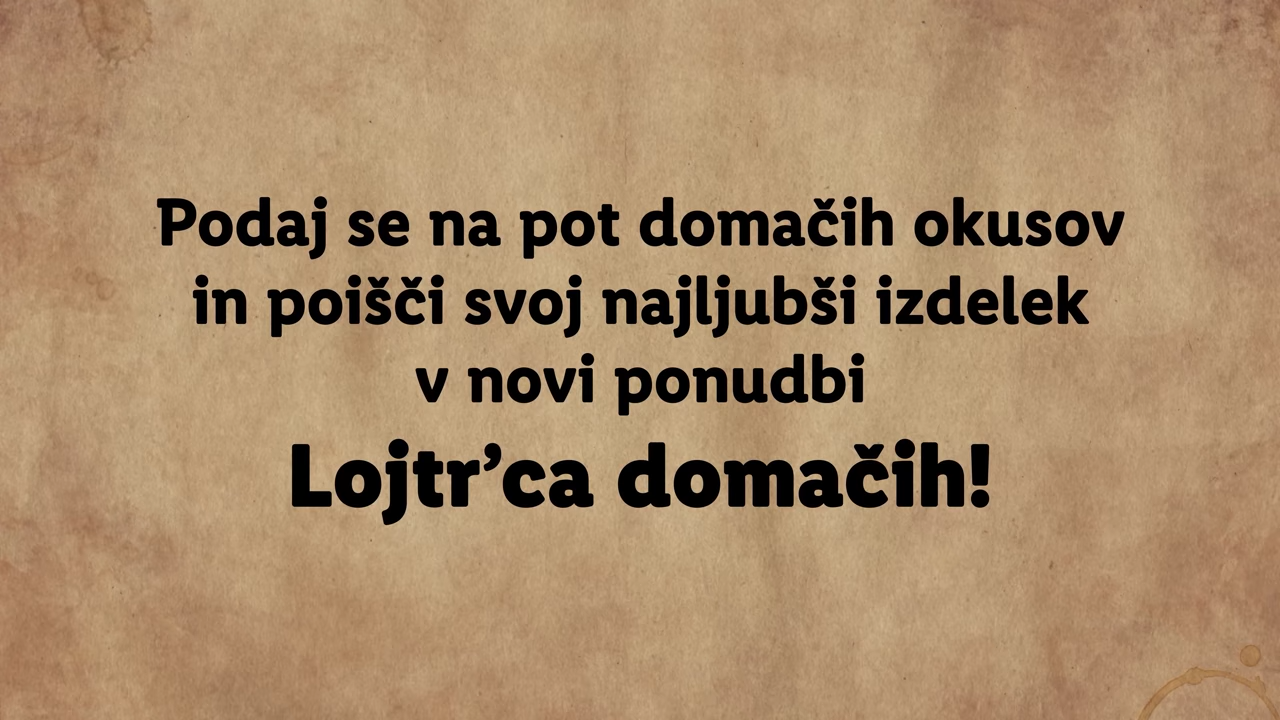 Podaj se na pot domačih okusov
in poišči svoj najljubši izdelek
v novi ponudbi
Lojtr’ca domačih!